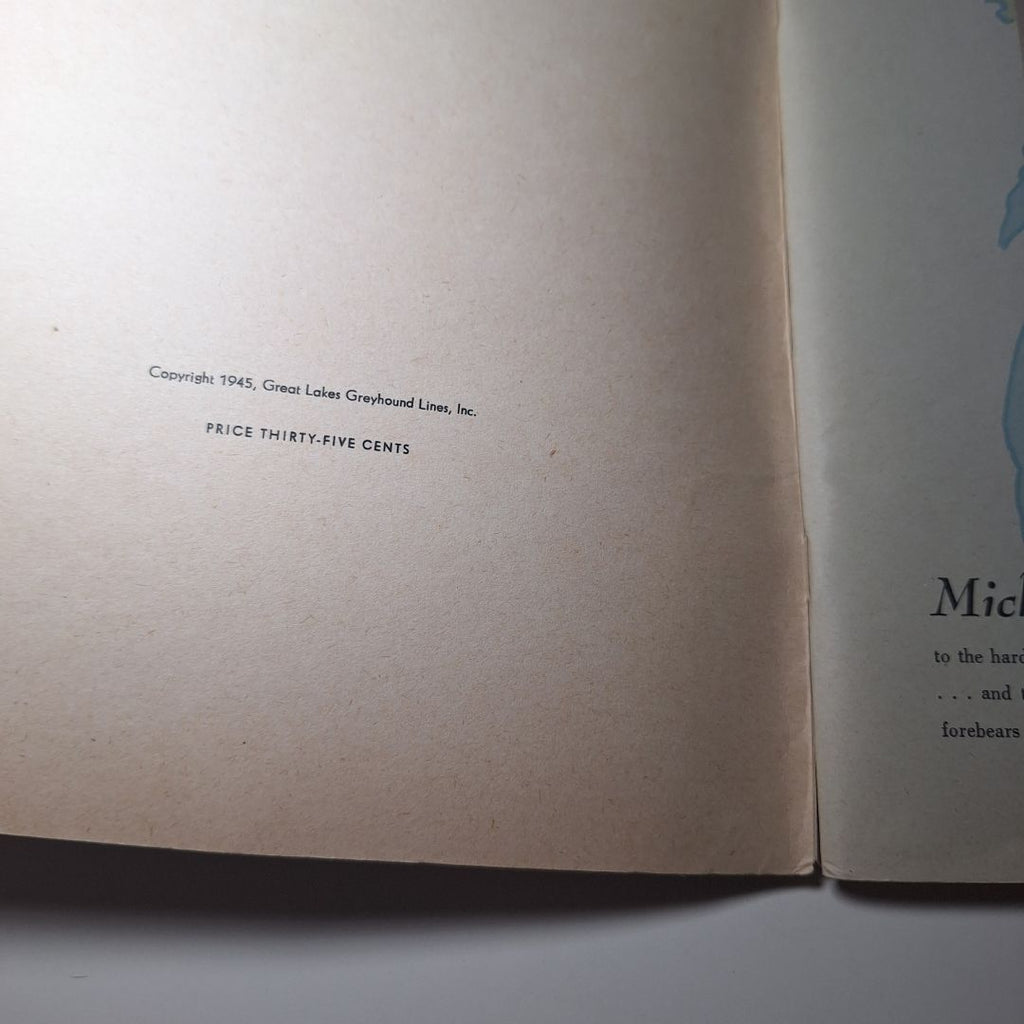 Copyright 1945, Great Lakes Greyhound Lines, Inc.
PRICE THIRTY-FIVE CENTS
to the
. . . and
forebears